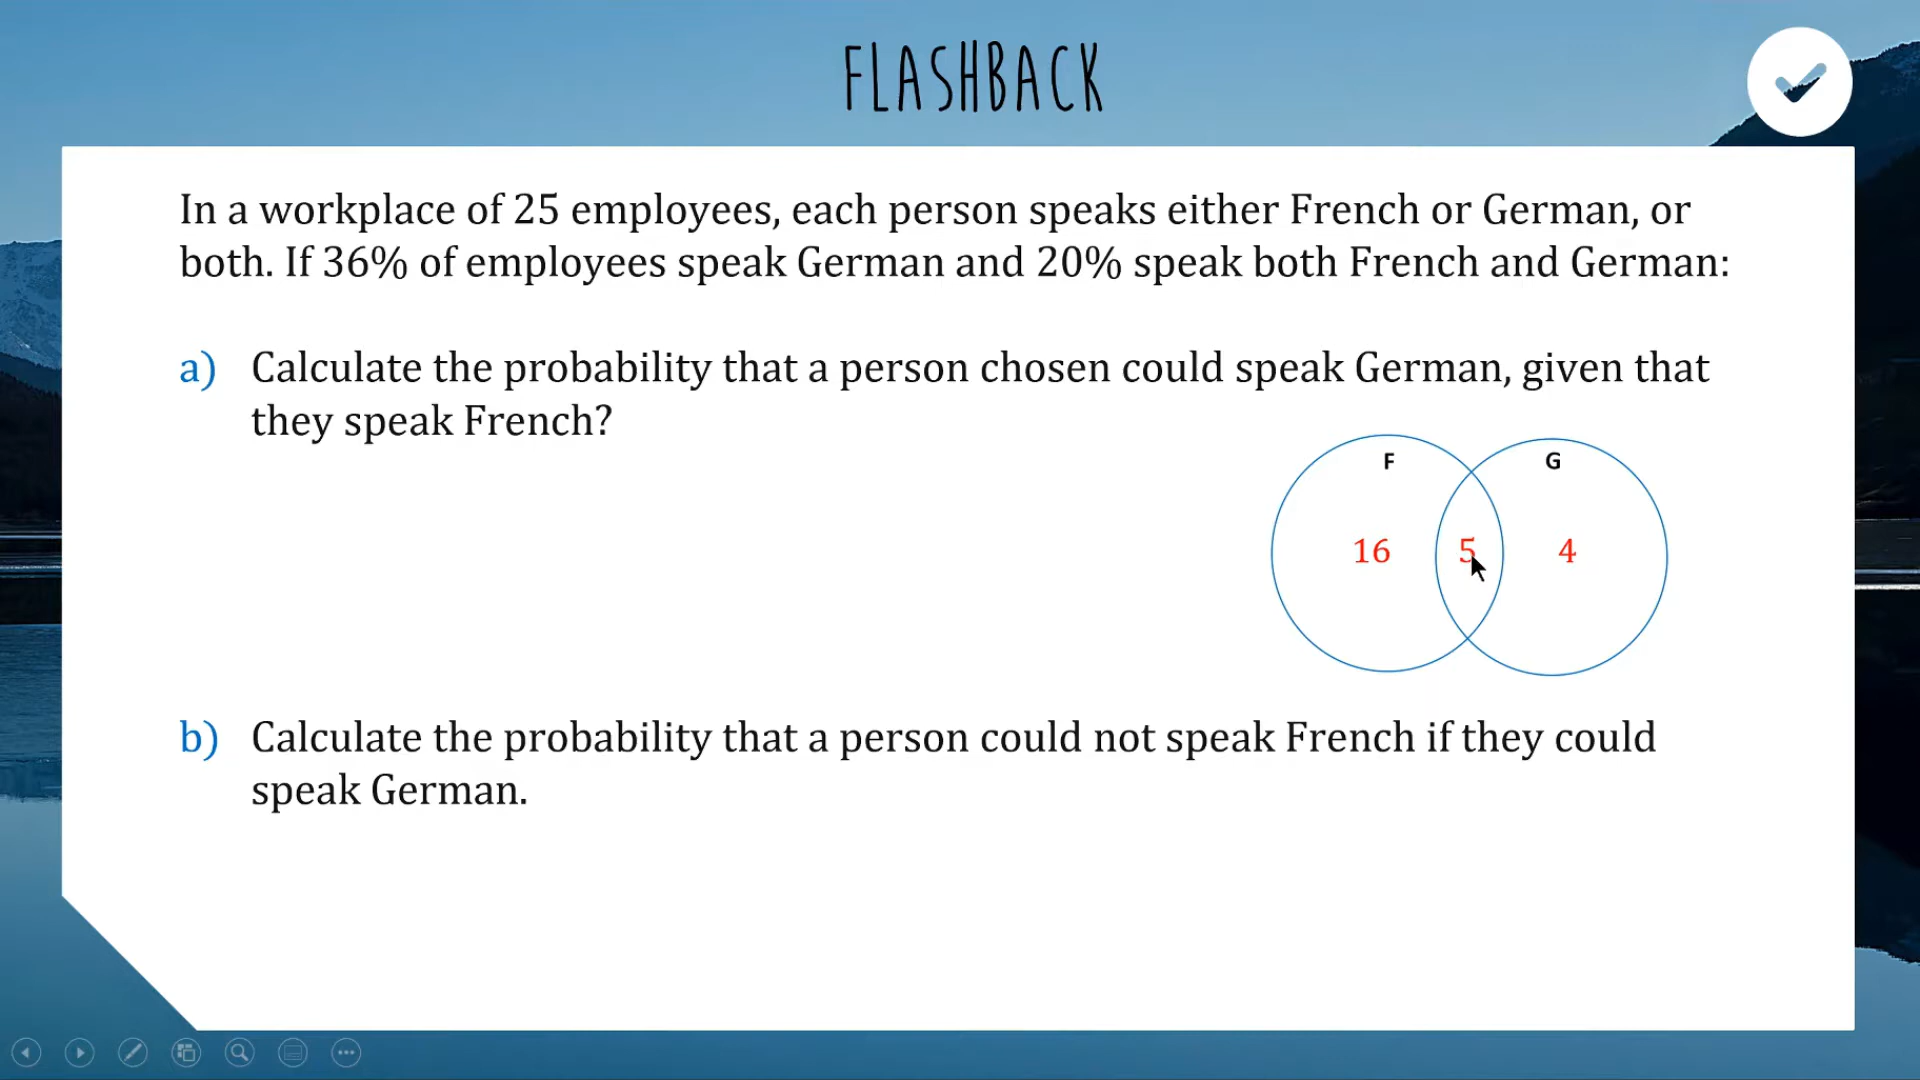 FLASHBACK
In a workplace of 25 employees, each person speaks either French or German, or
both. If 36% of employees speak German and 20% speak both French and German:
a) Calculate the probability that a person chosen could speak German, given that
they speak French?
F G
16 5 4
b) Calculate the probability that a person could not speak French if they could
speak German.